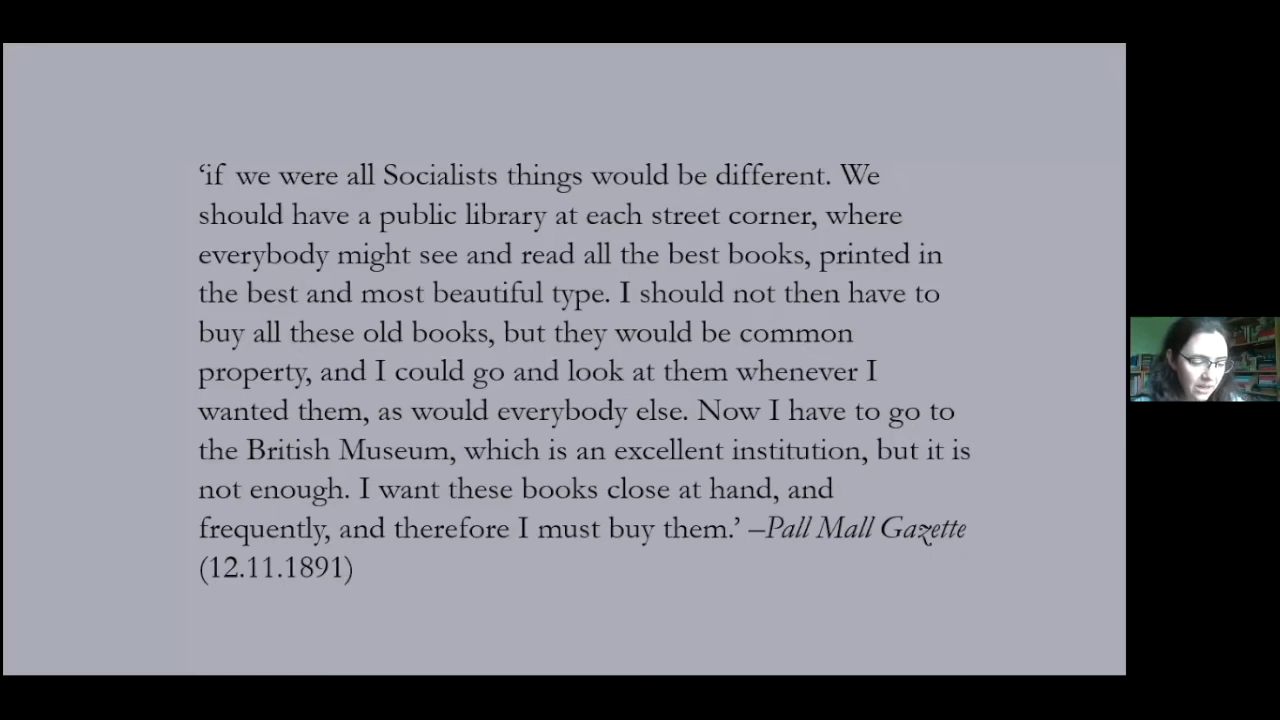 ‘if we were all Socialists things would be different. We
should have a public library at each street corner, where
everybody might see and read all the best books, printed in
the best and most beautiful type. I should not then have to
buy all these old books, but they would be common
property, and I could go and look at them whenever I
wanted them, as would everybody else. Now I have to go to
the British Museum, which is an excellent institution, but it is
not enough. I want these books close at hand, and
frequently, and therefore I must buy them.’ –Pall Mall Gazette
(12.11.1891)